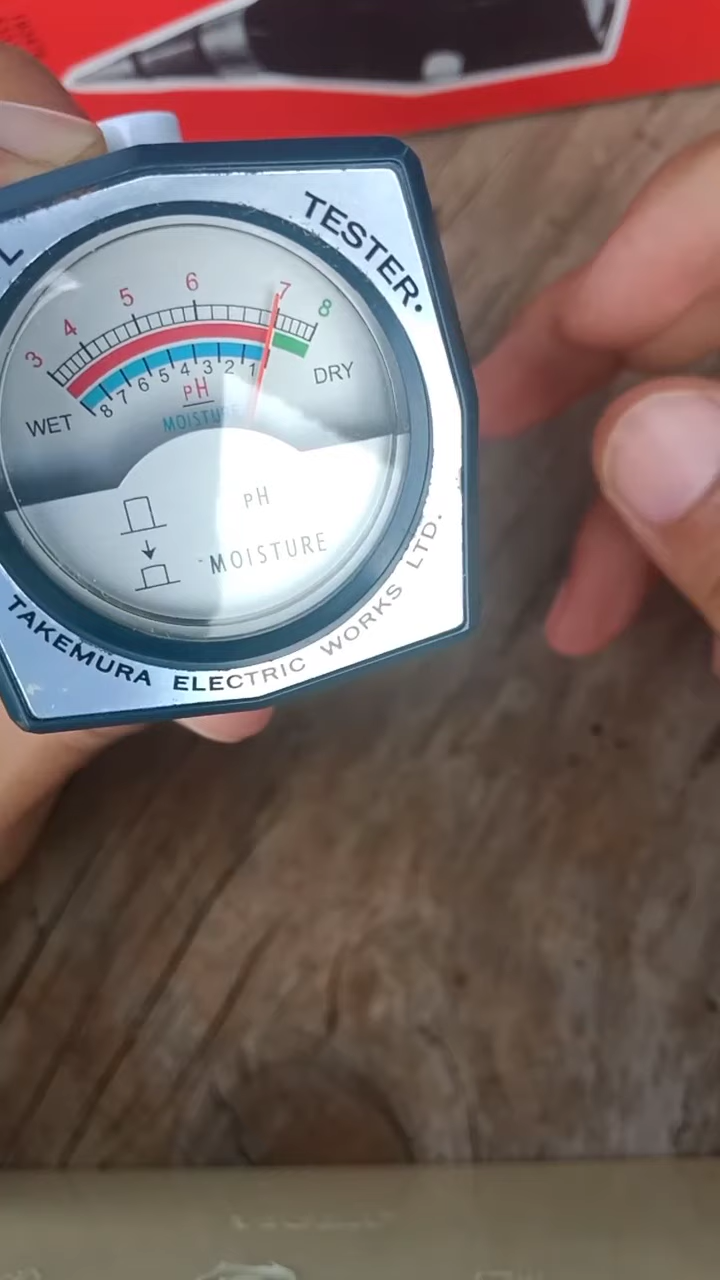 L TESTER.
3 4 5 6 7 8
8 7 6 5 4 3 2 1
WET
DRY
pH
MOISTURE
pH
MOISTURE
TAKEMURA ELECTRIC WORKS LTD.